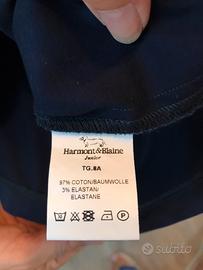 Harmont&Blaine
Junior
TG.8A
97% COTON/BAUMWOLLE
3% ELASTAN/
ELASTANE
subito